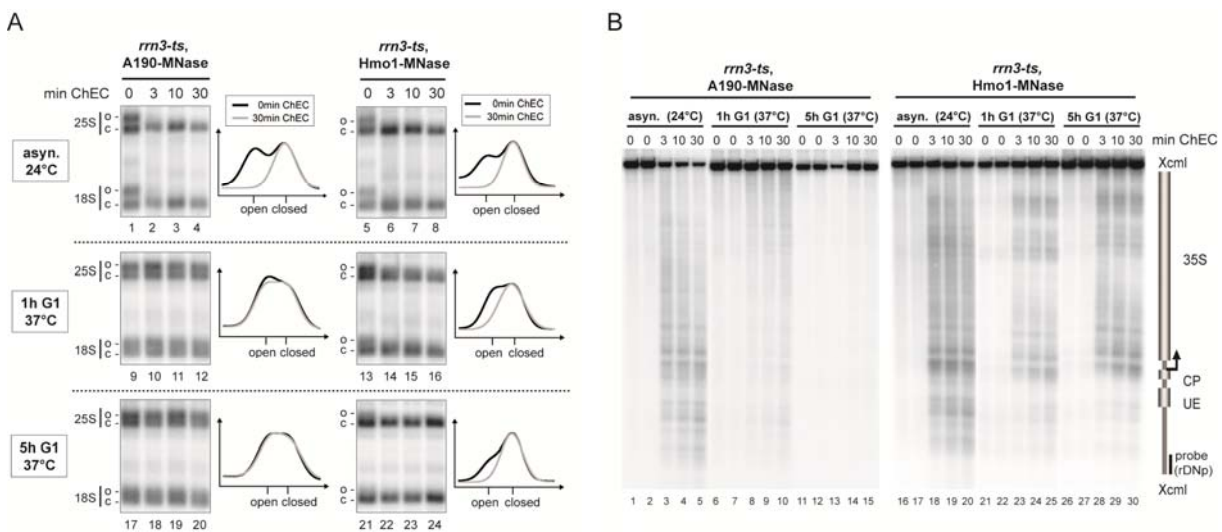 A
rrn3-ts,
A190-MNase
rrn3-ts,
Hmo1-MNase
min ChEC 0 3 10 30
0 3 10 30
asyn.
24°C
25S o c
18S o c
1 2 3 4
0min ChEC
30min ChEC
open closed
o c
o c
5 6 7 8
0min ChEC
30min ChEC
open closed
1h G1
37°C
25S o c
18S o c
9 10 11 12
open closed
o c
o c
13 14 15 16
open closed
5h G1
37°C
25S o c
18S o c
17 18 19 20
open closed
o c
o c
21 22 23 24
open closed
B
rrn3-ts,
A190-MNase
rrn3-ts,
Hmo1-MNase
asyn. (24°C) 1h G1 (37°C) 5h G1 (37°C)
asyn. (24°C) 1h G1 (37°C) 5h G1 (37°C)
0 0 3 10 30 0 0 3 10 30 0 0 3 10 30
0 0 3 10 30 0 0 3 10 30 0 0 3 10 30 min ChEC
XcmI
35S
CP
UE
probe
(rDNp)
XcmI
1 2 3 4 5 6 7 8 9 10 11 12 13 14 15
16 17 18 19 20 21 22 23 24 25 26 27 28 29 30